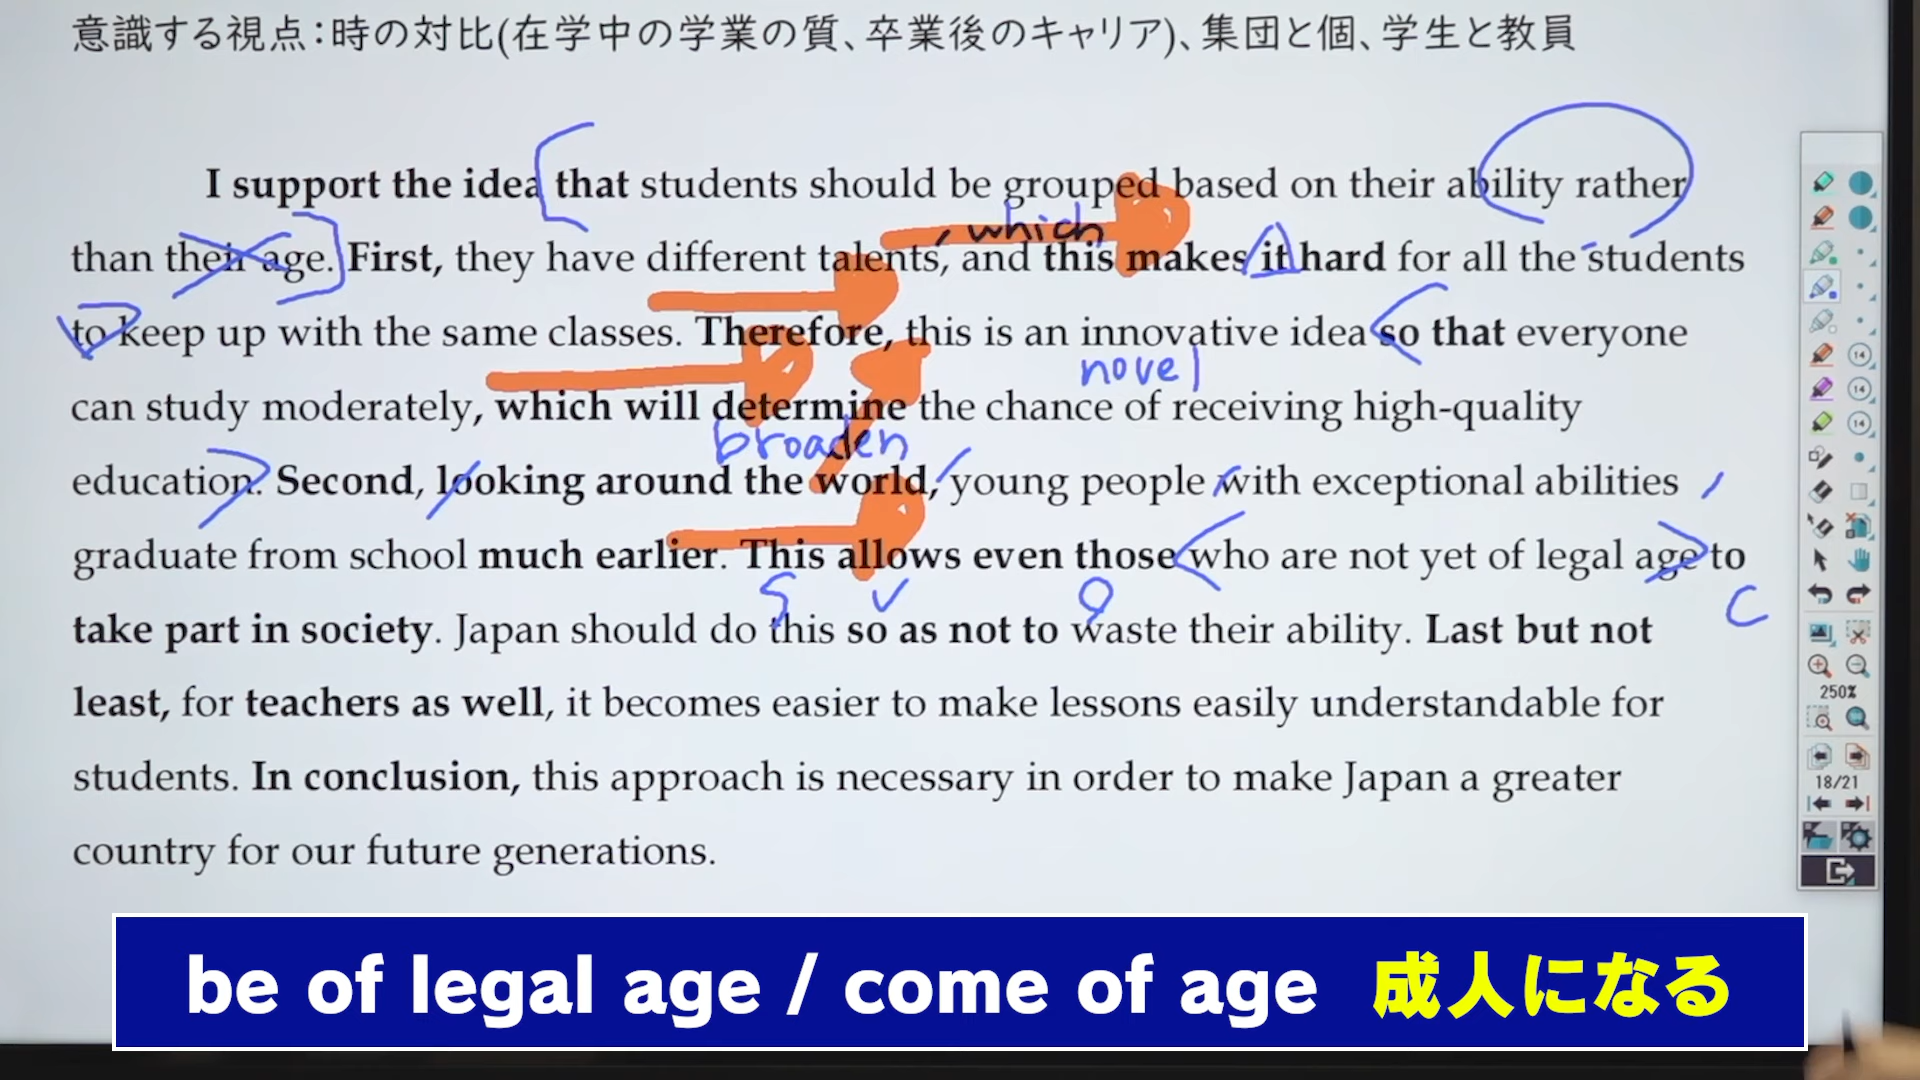 意識する視点：時の対比(在学中の学業の質、卒業後のキャリア)、集団と個、学生と教員
I support the idea that students should be grouped based on their ability rather
which
than their age. First, they have different talents, and this makes it hard for all the students
to keep up with the same classes. Therefore, this is an innovative idea so that everyone
novel
can study moderately, which will determine the chance of receiving high-quality
broaden
education. Second, looking around the world, young people with exceptional abilities
graduate from school much earlier. This allows even those who are not yet of legal age to
S V O C
take part in society. Japan should do this so as not to waste their ability. Last but not
least, for teachers as well, it becomes easier to make lessons easily understandable for
students. In conclusion, this approach is necessary in order to make Japan a greater
country for our future generations.
be of legal age / come of age 成人になる
14
14
14
250%
18/21